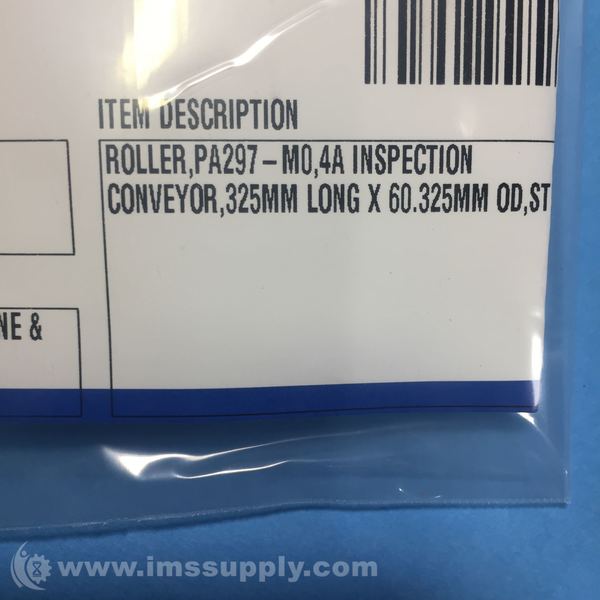 ITEM DESCRIPTION
ROLLER,PA297-M0,4A INSPECTION
CONVEYOR,325MM LONG X 60.325MM OD,ST
NE &
www.imssupply.com